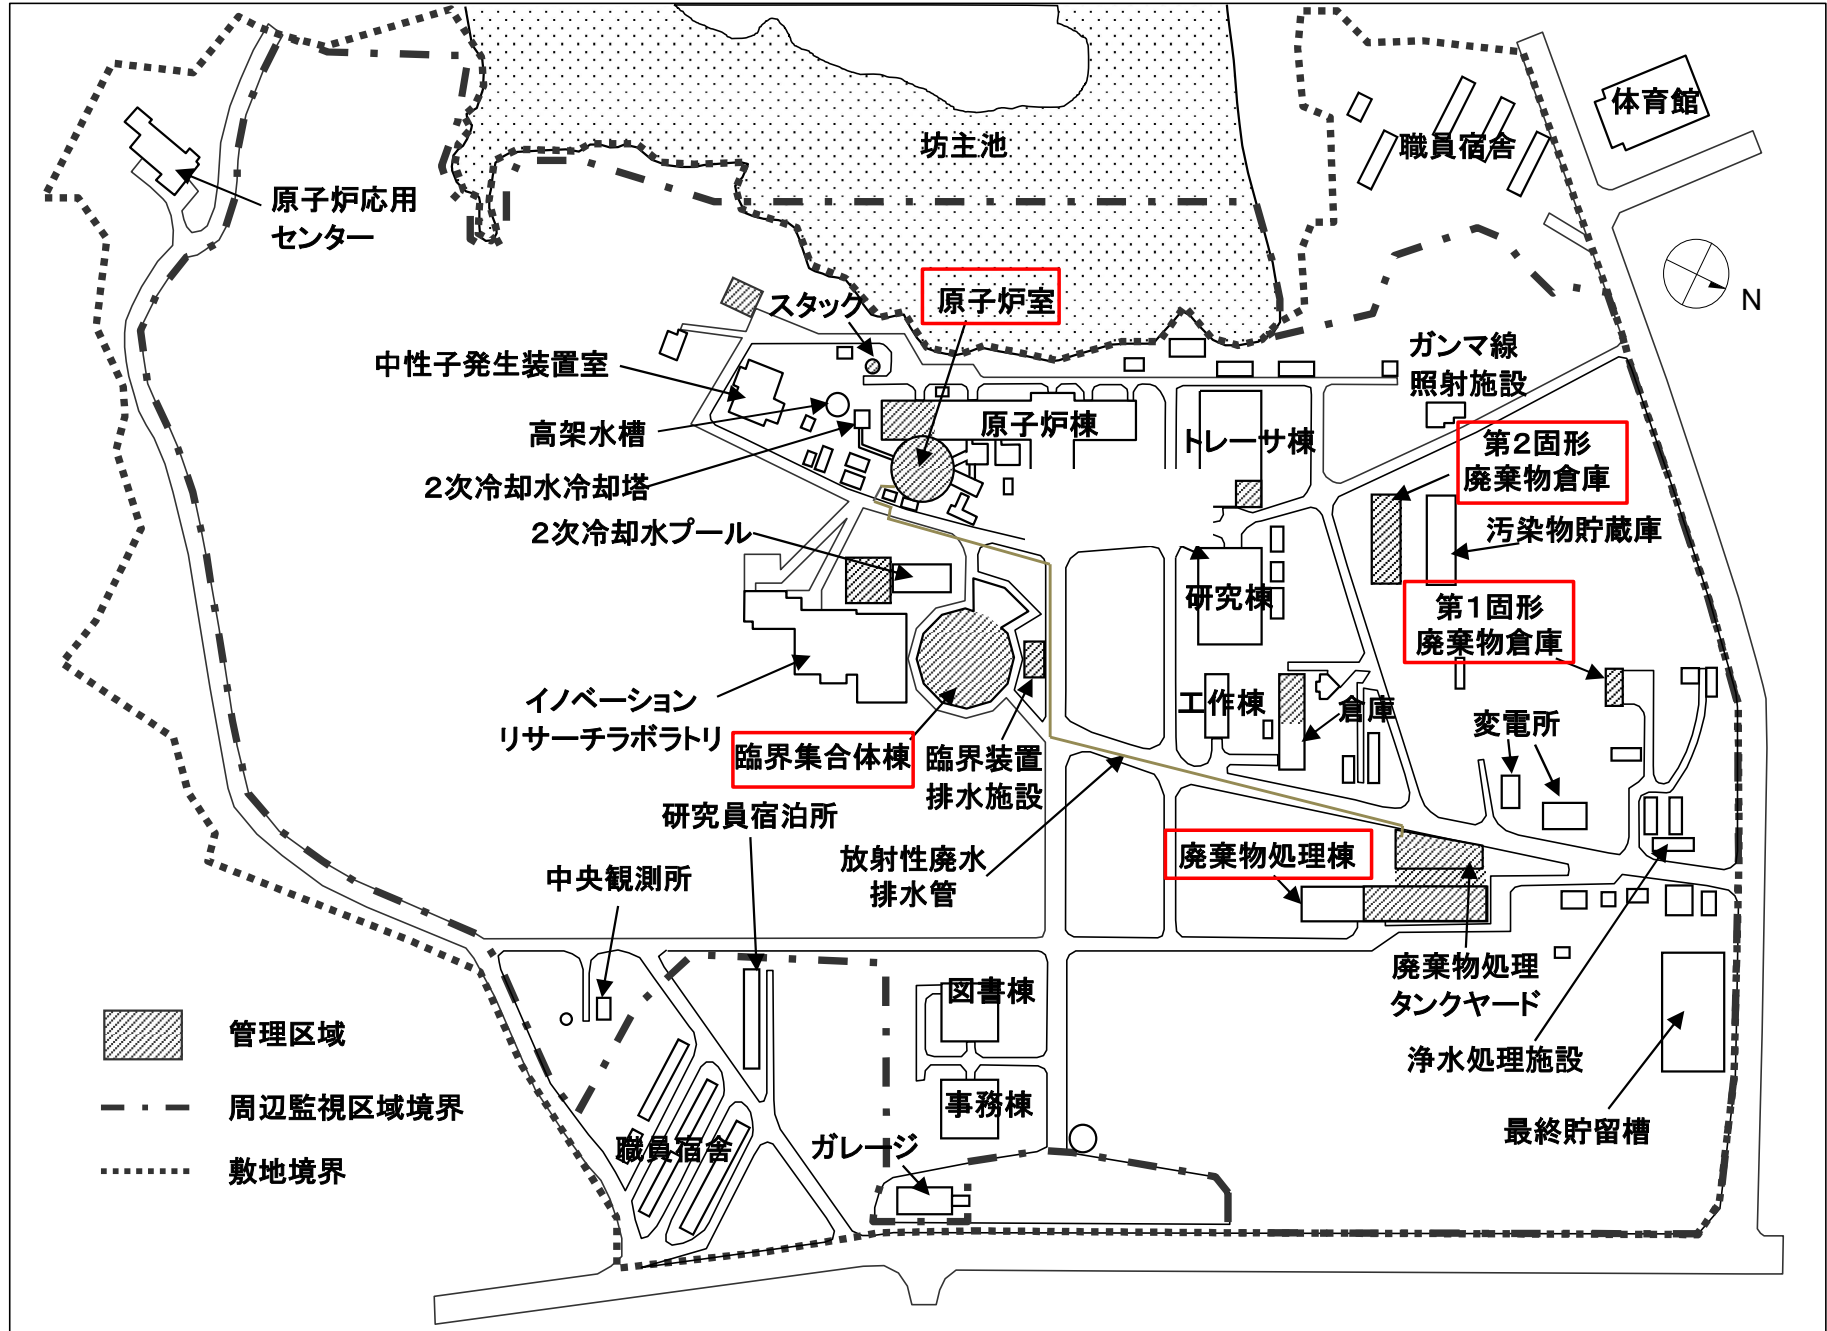 体育館
坊主池
職員宿舎
原子炉応用
センター
N
スタック
原子炉室
ガンマ線
照射施設
中性子発生装置室
原子炉棟
高架水槽
トレーサ棟
第2固形
廃棄物倉庫
2次冷却水冷却塔
2次冷却水プール
汚染物貯蔵庫
研究棟
第1固形
廃棄物倉庫
イノベーション
リサーチラボラトリ
工作棟
倉庫
変電所
臨界集合体棟
臨界装置
排水施設
研究員宿泊所
放射性廃水
排水管
廃棄物処理棟
中央観測所
廃棄物処理
タンクヤード
図書棟
管理区域
浄水処理施設
周辺監視区域境界
事務棟
最終貯留槽
職員宿舎
ガレージ
敷地境界